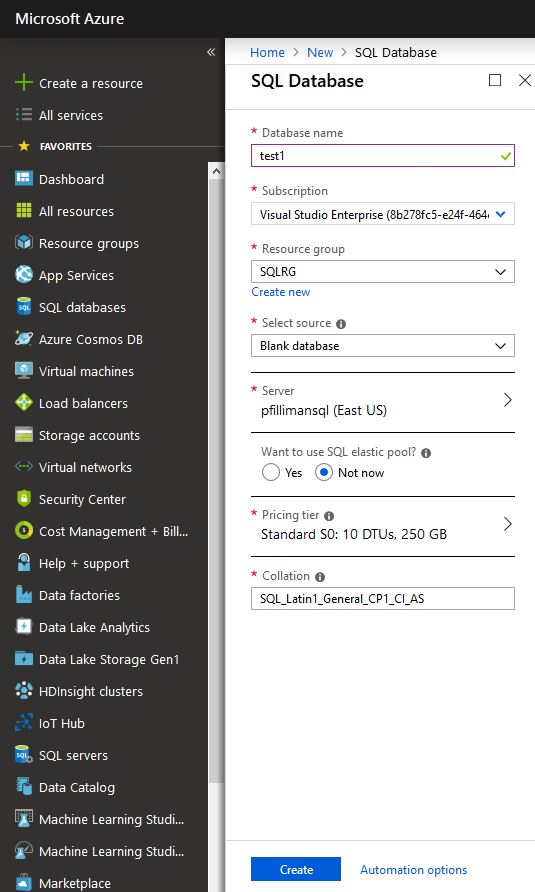 Microsoft Azure
«
Create a resource
All services
FAVORITES
Dashboard
All resources
Resource groups
App Services
SQL databases
Azure Cosmos DB
Virtual machines
Load balancers
Storage accounts
Virtual networks
Security Center
Cost Management + Bill...
Help + support
Data factories
Data Lake Analytics
Data Lake Storage Gen1
HDInsight clusters
IoT Hub
SQL servers
Data Catalog
Machine Learning Studi...
Machine Learning Studi...
Marketplace
Home > New > SQL Database
SQL Database
* Database name
test1
* Subscription
Visual Studio Enterprise (8b278fc5-e24f-464
* Resource group
SQLRG
Create new
* Select source
Blank database
* Server
pfillimansql (East US)
Want to use SQL elastic pool?
Yes Not now
* Pricing tier
Standard S0: 10 DTUs, 250 GB
* Collation
SQL_Latin1_General_CP1_CI_AS
Create Automation options